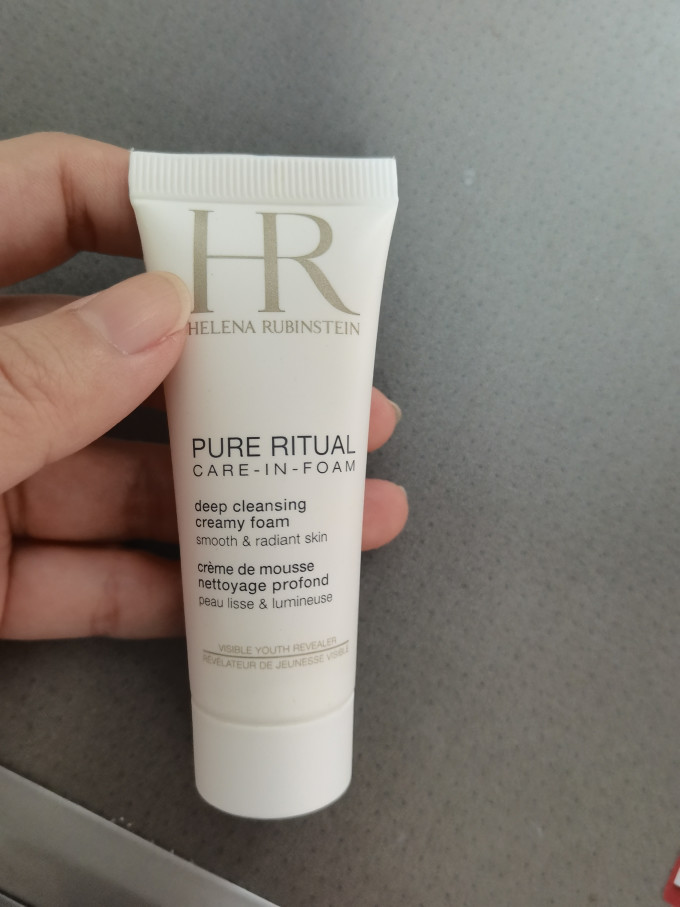 HR
HELENA RUBINSTEIN
PURE RITUAL
CARE-IN-FOAM
deep cleansing
creamy foam
smooth & radiant skin
crème de mousse
nettoyage profond
peau lisse & lumineuse
VISIBLE YOUTH REVEALER
RÉVÉLATEUR DE JEUNESSE VISIBLE